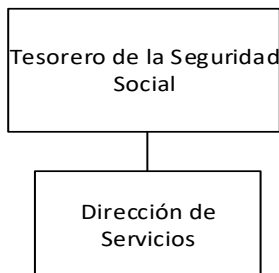 Tesorero de la Seguridad
Social
Dirección de
Servicios